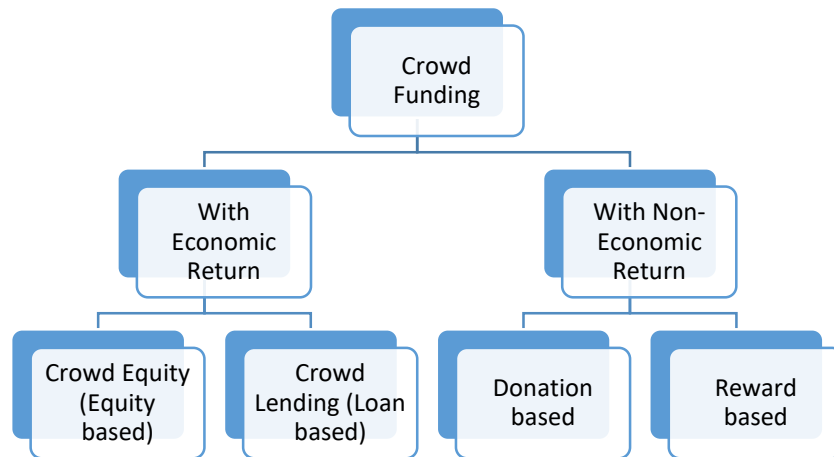 Crowd
Funding
With
Economic
Return
With Non-
Economic
Return
Crowd Equity
(Equity
based)
Crowd
Lending (Loan
based)
Donation
based
Reward
based